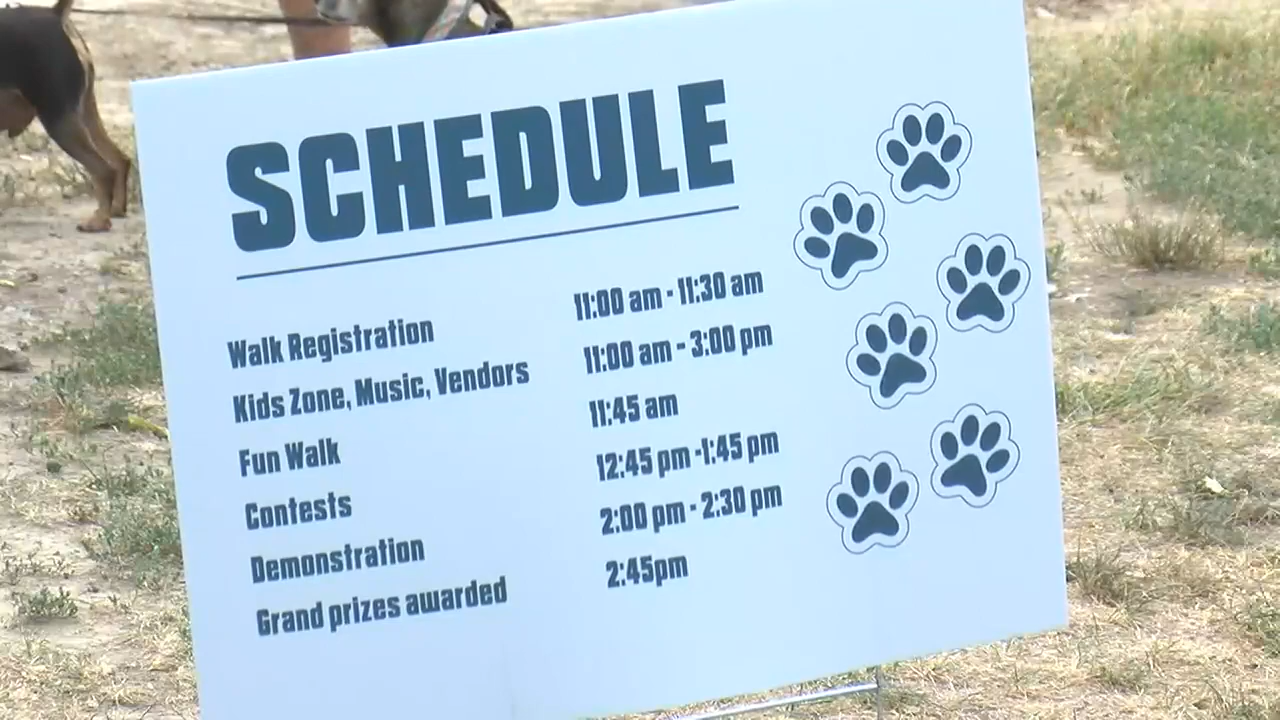 SCHEDULE
Walk Registration 11:00 am - 11:30 am
Kids Zone, Music, Vendors 11:00 am - 3:00 pm
Fun Walk 11:45 am
Contests 12:45 pm -1:45 pm
Demonstration 2:00 pm - 2:30 pm
Grand prizes awarded 2:45pm